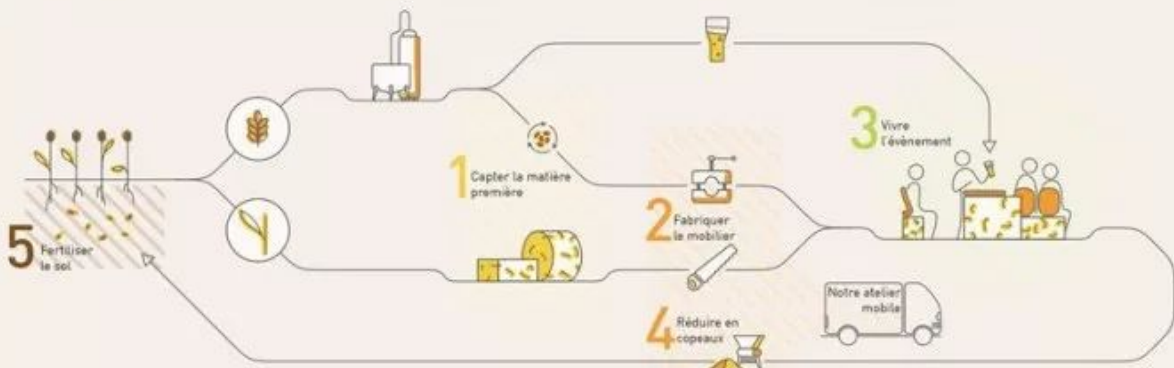 1
Capter la matière
première
2
Fabriquer
le mobilier
3
Vivre
l'évènement
Notre atelier
mobile
4
Réduire en
copeaux
5
Fertiliser
le sol